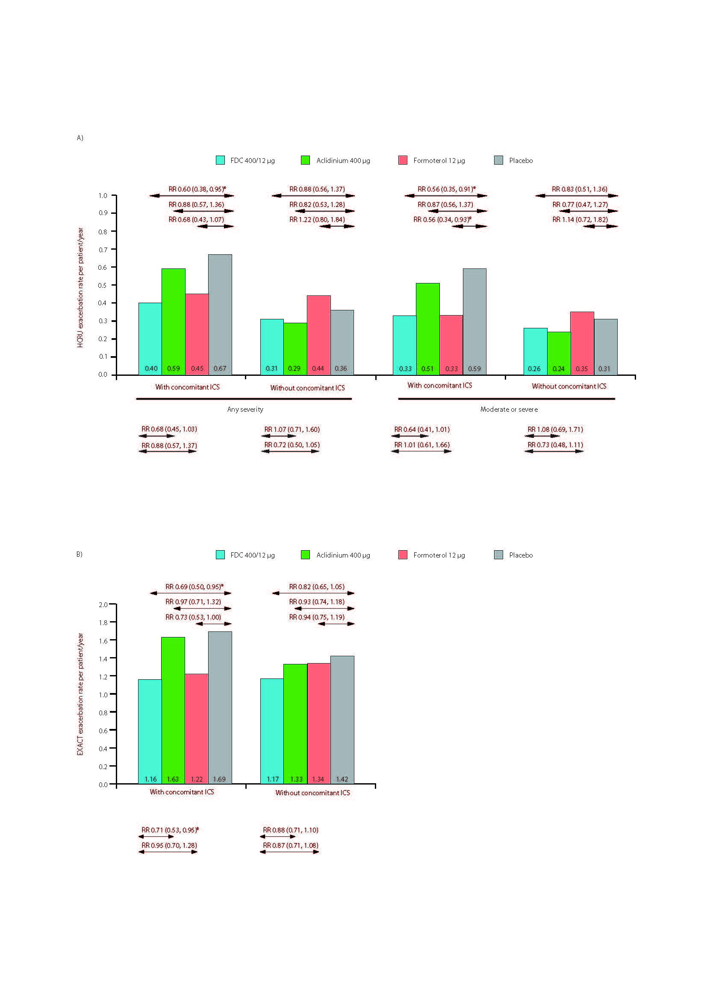 A)
FDC 400/12 µg   Aclidinium 400 µg   Formoterol 12 µg   Placebo
RR 0.60 (0.38, 0.95)*   RR 0.88 (0.56, 1.37)   RR 0.56 (0.35, 0.91)*   RR 0.83 (0.51, 1.36)
RR 0.88 (0.57, 1.36)   RR 0.82 (0.53, 1.28)   RR 0.87 (0.56, 1.37)   RR 0.77 (0.47, 1.27)
RR 0.68 (0.43, 1.07)   RR 1.22 (0.80, 1.84)   RR 0.56 (0.34, 0.93)*   RR 1.14 (0.72, 1.82)
HCRU exacerbation rate per patient/year
1.0
0.9
0.8
0.7
0.6
0.5
0.4
0.3
0.2
0.1
0.0
0.40   0.59   0.45   0.67   0.31   0.29   0.44   0.36   0.33   0.51   0.33   0.59   0.26   0.24   0.35   0.31
With concomitant ICS   Without concomitant ICS   With concomitant ICS   Without concomitant ICS
Any severity   Moderate or severe
RR 0.68 (0.45, 1.03)   RR 1.07 (0.71, 1.60)   RR 0.64 (0.41, 1.01)   RR 1.08 (0.69, 1.71)
RR 0.88 (0.57, 1.37)   RR 0.72 (0.50, 1.05)   RR 1.01 (0.61, 1.66)   RR 0.73 (0.48, 1.11)
B)
FDC 400/12 µg   Aclidinium 400 µg   Formoterol 12 µg   Placebo
RR 0.69 (0.50, 0.95)*   RR 0.82 (0.65, 1.05)
RR 0.97 (0.71, 1.32)   RR 0.93 (0.74, 1.18)
RR 0.73 (0.53, 1.00)   RR 0.94 (0.75, 1.19)
EXACT exacerbation rate per patient/year
2.0
1.8
1.6
1.4
1.2
1.0
0.8
0.6
0.4
0.2
0.0
1.16   1.63   1.22   1.69   1.17   1.33   1.34   1.42
With concomitant ICS   Without concomitant ICS
RR 0.71 (0.53, 0.95)‡   RR 0.88 (0.71, 1.10)
RR 0.95 (0.70, 1.28)   RR 0.87 (0.71, 1.08)